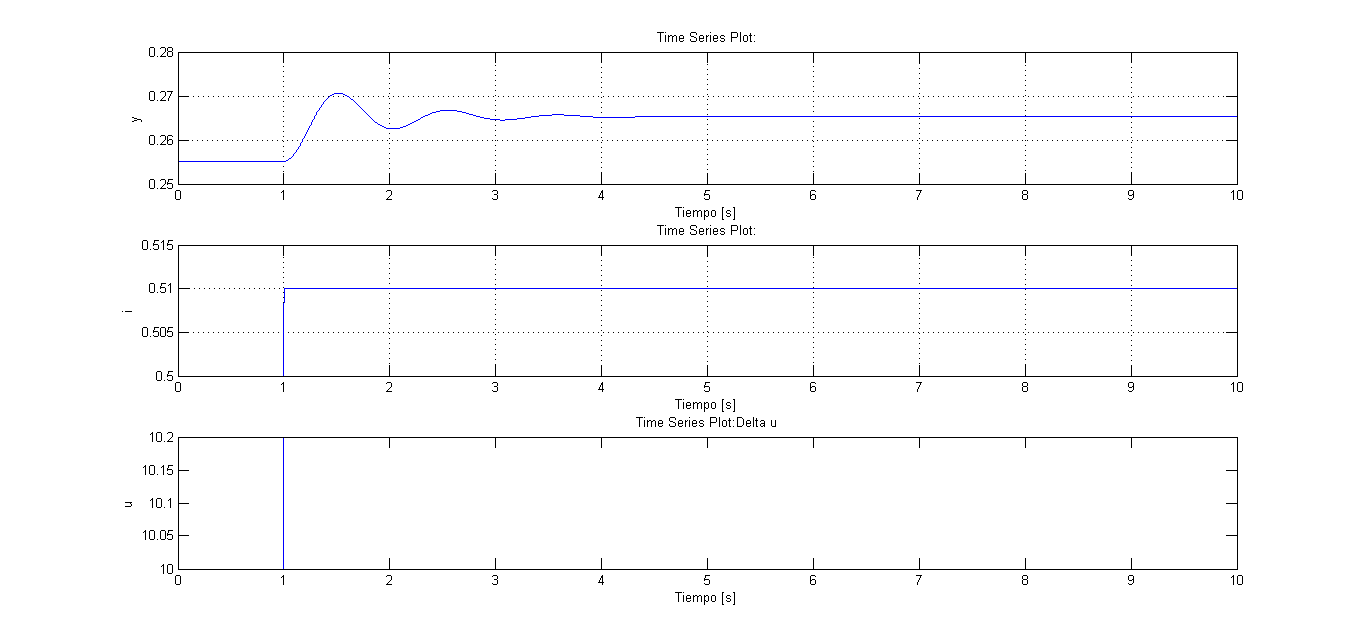 Time Series Plot:
0.28
0.27
0.26
0.25
y
0 1 2 3 4 5 6 7 8 9 10
Tiempo [s]
Time Series Plot:
0.515
0.51
0.505
0.5
i
0 1 2 3 4 5 6 7 8 9 10
Tiempo [s]
Time Series Plot:Delta u
10.2
10.15
10.1
10.05
10
u
0 1 2 3 4 5 6 7 8 9 10
Tiempo [s]